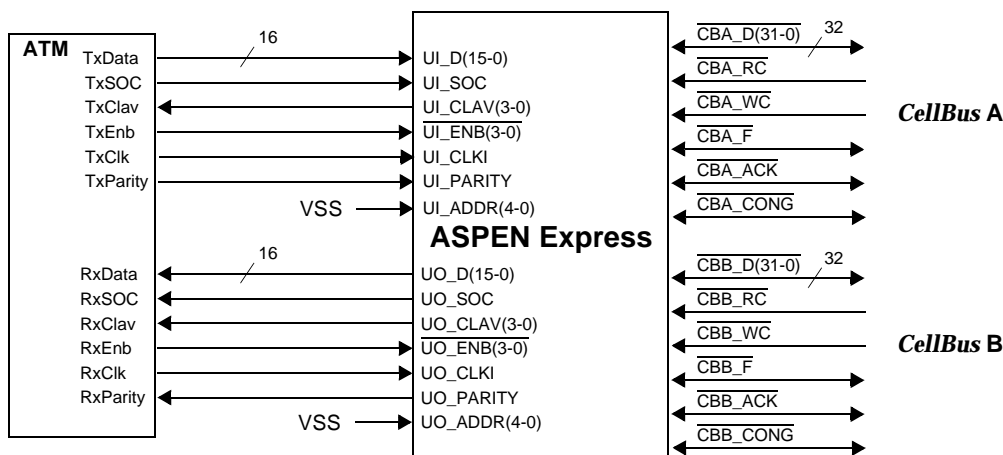 ATM
TxData
TxSOC
TxClav
TxEnb
TxClk
TxParity
RxData
RxSOC
RxClav
RxEnb
RxClk
RxParity
16
VSS
16
VSS
UI_D(15-0)
UI_SOC
UI_CLAV(3-0)
UI_ENB(3-0)
UI_CLKI
UI_PARITY
UI_ADDR(4-0)
ASPEN Express
UO_D(15-0)
UO_SOC
UO_CLAV(3-0)
UO_ENB(3-0)
UO_CLKI
UO_PARITY
UO_ADDR(4-0)
CBA_D(31-0) 32
CBA_RC
CBA_WC
CBA_F
CBA_ACK
CBA_CONG
CellBus A
CBB_D(31-0) 32
CBB_RC
CBB_WC
CBB_F
CBB_ACK
CBB_CONG
CellBus B